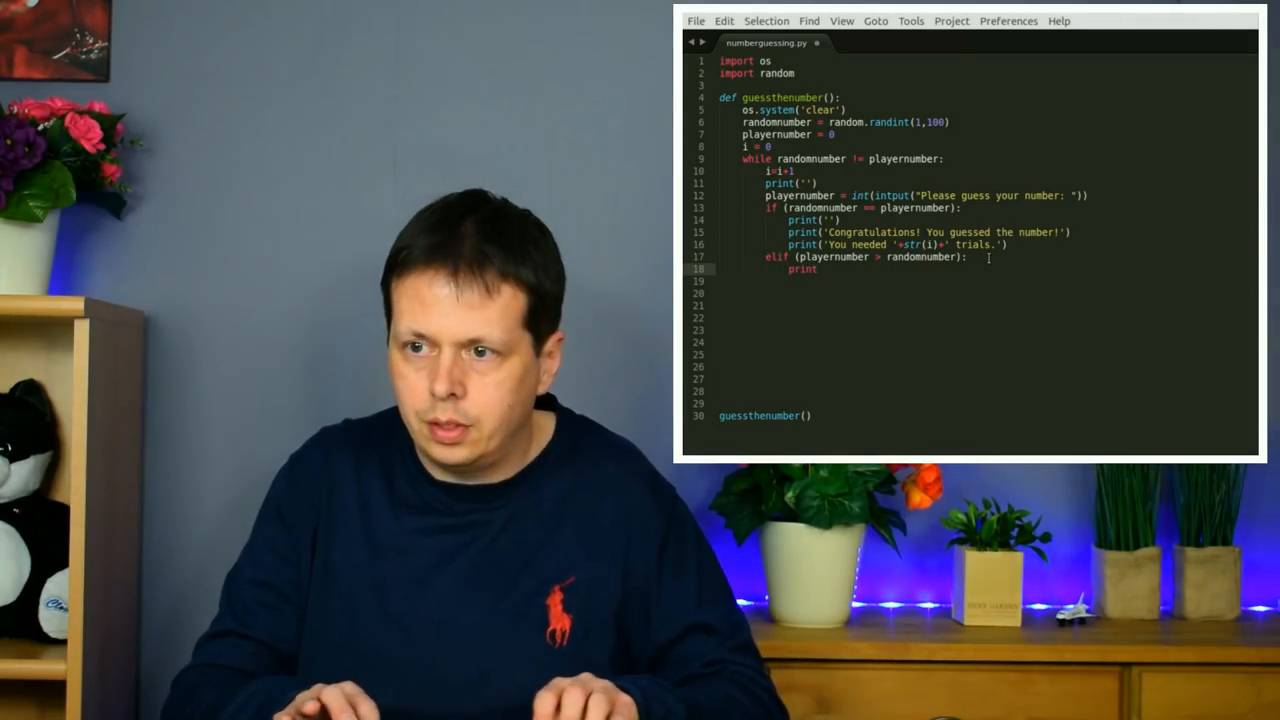 File Edit Selection Find View Goto Tools Project Preferences Help
numberguessing.py
1 import os
2 import random
3
4 def guessthenumber():
5 os.system('clear')
6 randomnumber = random.randint(1,100)
7 playernumber = 0
8 i = 0
9 while randomnumber != playernumber:
10 i=i+1
11 print('')
12 playernumber = int(intput("Please guess your number: "))
13 if (randomnumber == playernumber):
14 print('')
15 print('Congratulations! You guessed the number!')
16 print('You needed '+str(i)+' trials.')
17 elif (playernumber > randomnumber):
18 print
19
20
21
22
23
24
25
26
27
28
29
30 guessthenumber()
HERB GARDEN